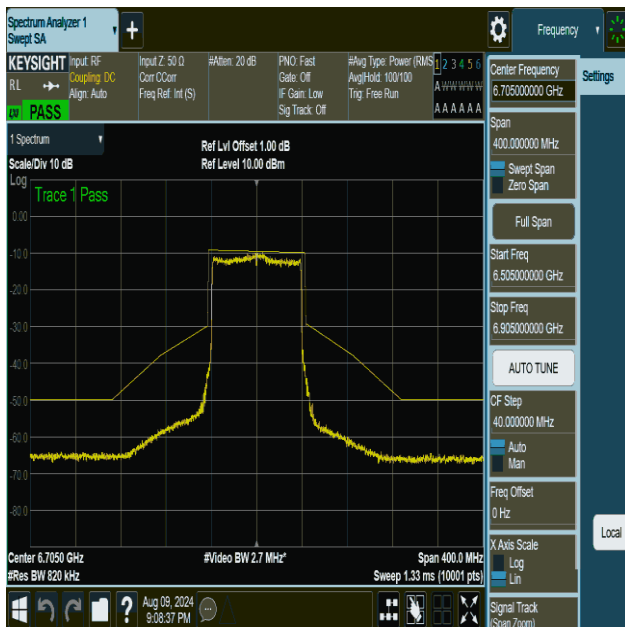 Spectrum Analyzer 1
Swept SA
+
Frequency
KEYSIGHT
RL
PASS
Input: RF
Coupling: DC
Align: Auto
Input Z: 50 Ω
Corr CCorr
Freq Ref: Int (S)
#Atten: 20 dB
PNO: Fast
Gate: Off
IF Gain: Low
Sig Track: Off
#Avg Type: Power (RMS
Avg|Hold: 100/100
Trig: Free Run
1 2 3 4 5 6
A W W W W W
A A A A A A
1 Spectrum
Scale/Div 10 dB
Ref Lvl Offset 1.00 dB
Ref Level 10.00 dBm
Log
Trace 1 Pass
0.00
-10.0
-20.0
-30.0
-40.0
-50.0
-60.0
-70.0
-80.0
Center 6.7050 GHz
#Res BW 820 kHz
#Video BW 2.7 MHz*
Span 400.0 MHz
Sweep 1.33 ms (10001 pts)
Aug 09, 2024
9:08:37 PM
Center Frequency
6.705000000 GHz
Span
400.000000 MHz
Swept Span
Zero Span
Full Span
Start Freq
6.505000000 GHz
Stop Freq
6.905000000 GHz
AUTO TUNE
CF Step
40.000000 MHz
Auto
Man
Freq Offset
0 Hz
X Axis Scale
Log
Lin
Signal Track
(Span Zoom)
Settings
Local